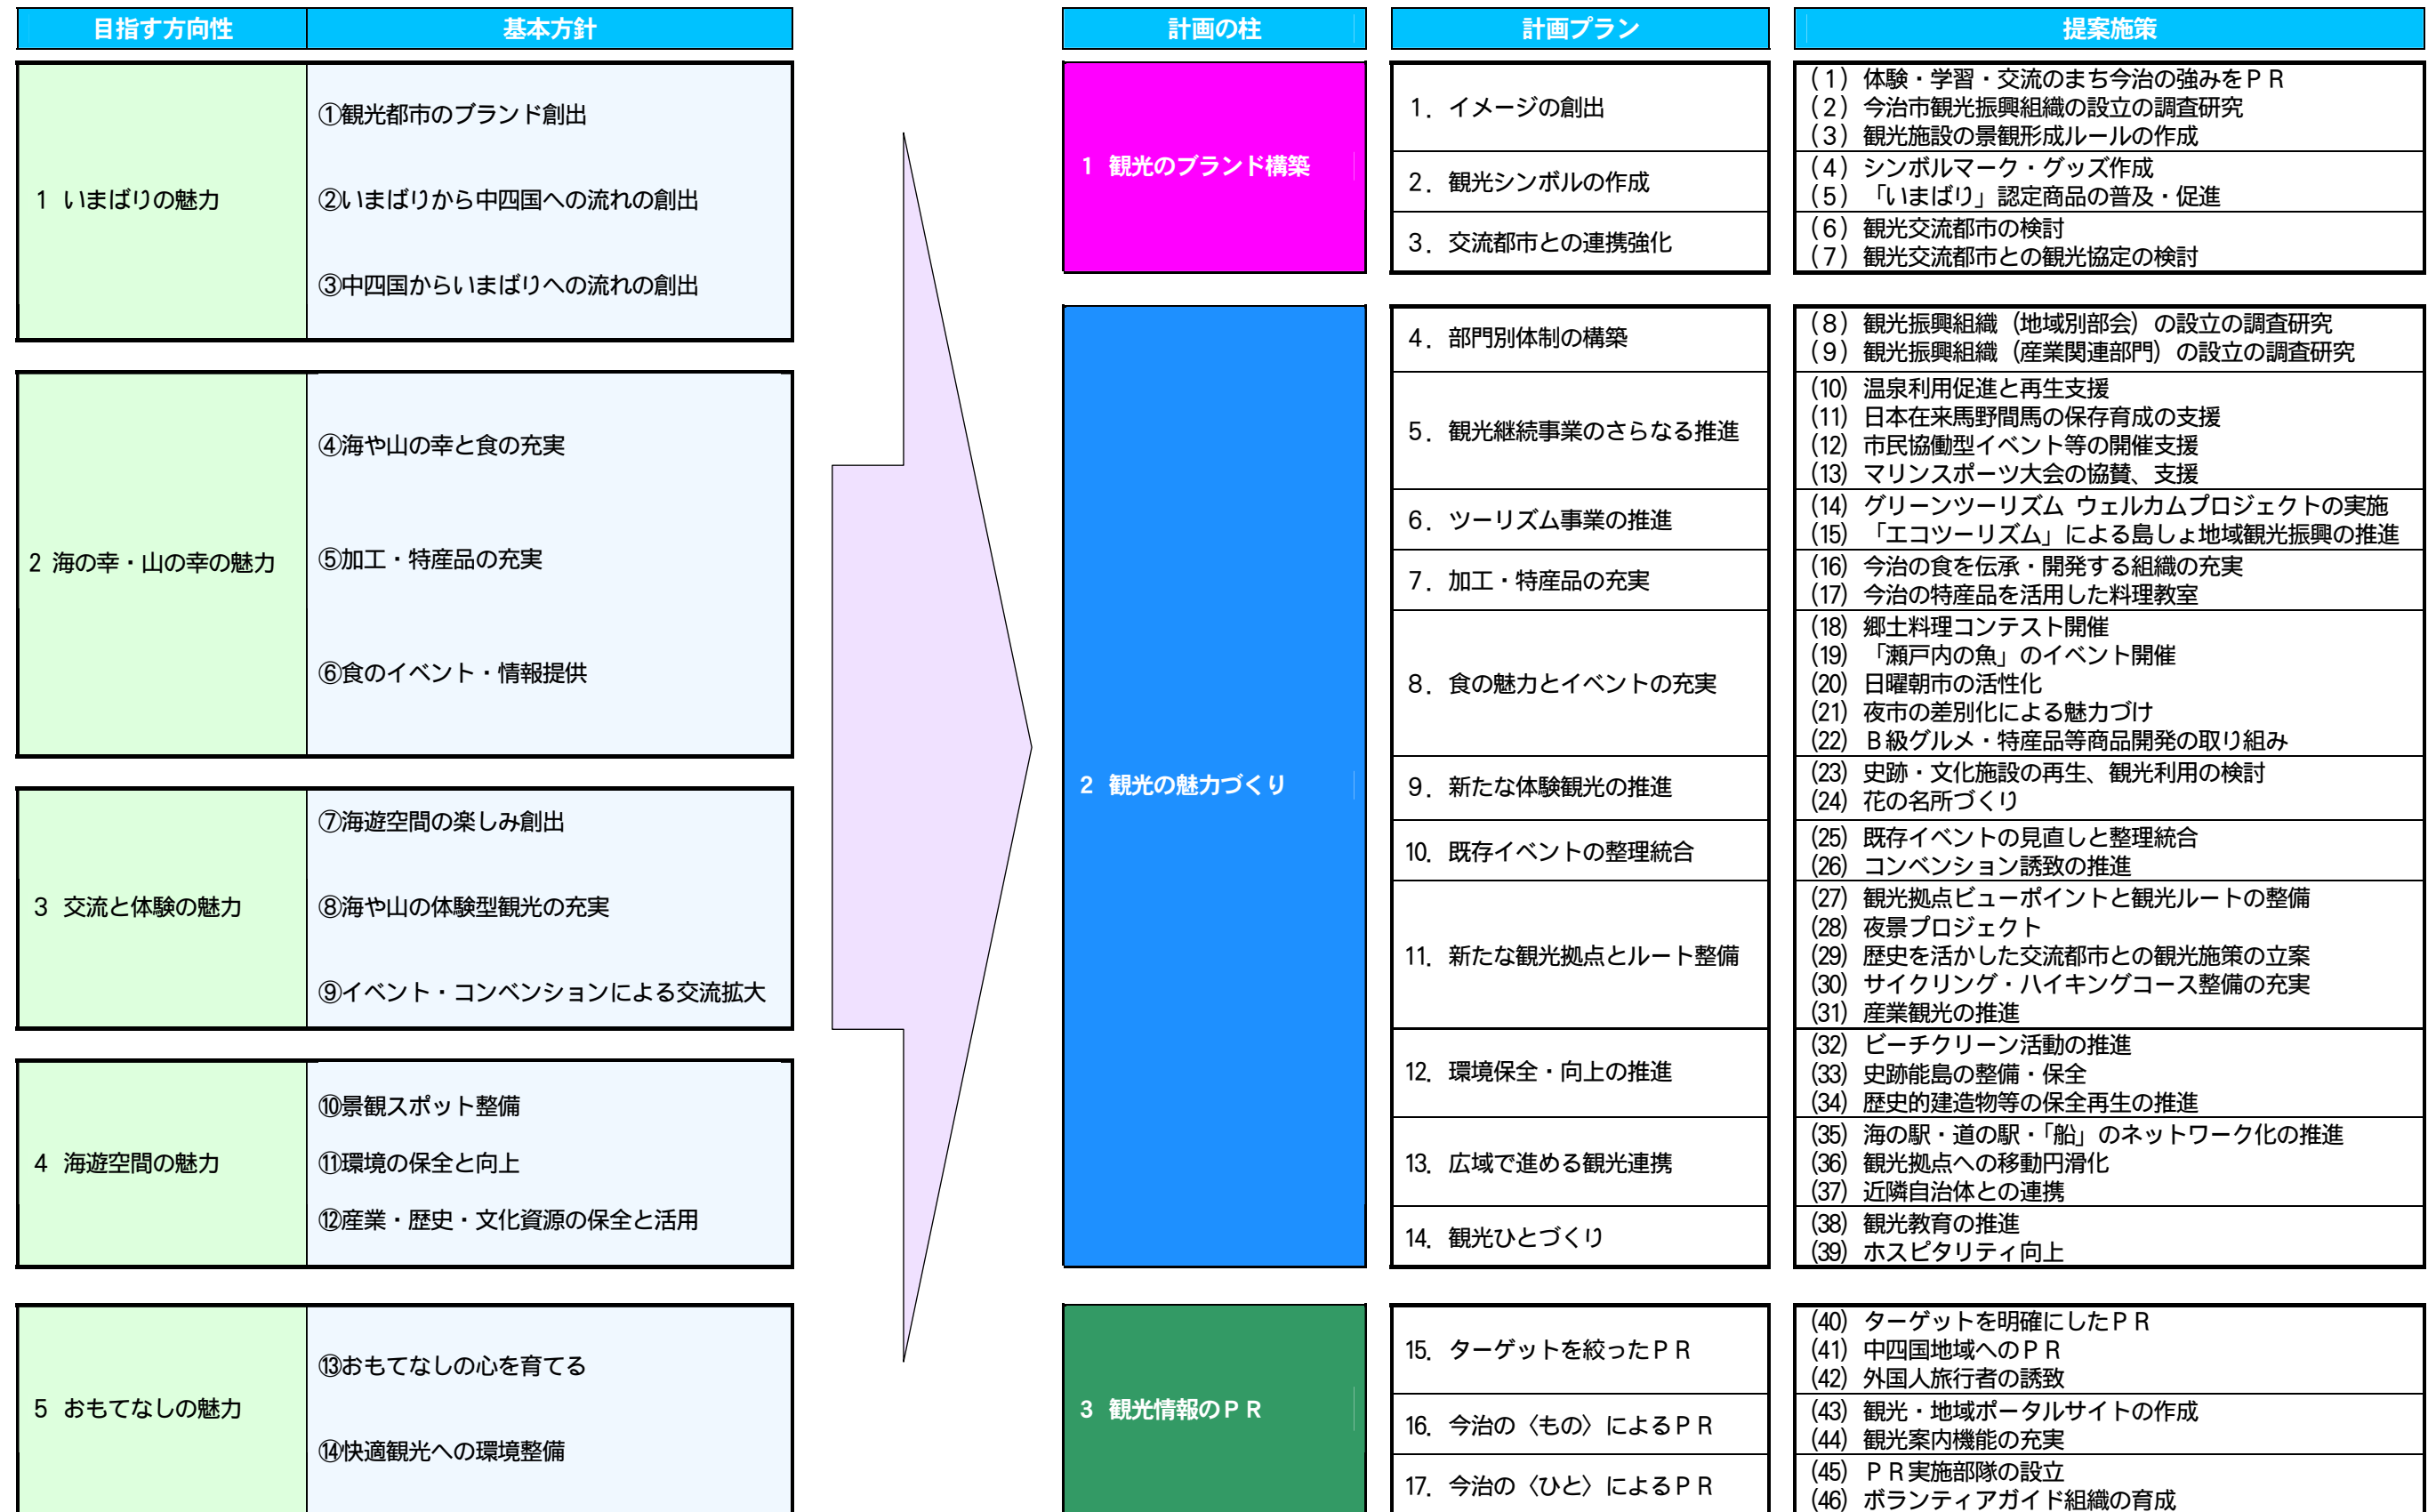 目指す方向性
基本方針
1 いまばりの魅力
①観光都市のブランド創出
②いまばりから中四国への流れの創出
③中四国からいまばりへの流れの創出
2 海の幸・山の幸の魅力
④海や山の幸と食の充実
⑤加工・特産品の充実
⑥食のイベント・情報提供
3 交流と体験の魅力
⑦海遊空間の楽しみ創出
⑧海や山の体験型観光の充実
⑨イベント・コンベンションによる交流拡大
4 海遊空間の魅力
⑩景観スポット整備
⑪環境の保全と向上
⑫産業・歴史・文化資源の保全と活用
5 おもてなしの魅力
⑬おもてなしの心を育てる
⑭快適観光への環境整備
計画の柱
計画プラン
提案施策
1 観光のブランド構築
1．イメージの創出
(1) 体験・学習・交流のまち今治の強みをＰＲ
(2) 今治市観光振興組織の設立の調査研究
(3) 観光施設の景観形成ルールの作成
2．観光シンボルの作成
(4) シンボルマーク・グッズ作成
(5) 「いまばり」認定商品の普及・促進
3．交流都市との連携強化
(6) 観光交流都市の検討
(7) 観光交流都市との観光協定の検討
2 観光の魅力づくり
4．部門別体制の構築
(8) 観光振興組織（地域別部会）の設立の調査研究
(9) 観光振興組織（産業関連部門）の設立の調査研究
5．観光継続事業のさらなる推進
(10) 温泉利用促進と再生支援
(11) 日本在来馬野間馬の保存育成の支援
(12) 市民協働型イベント等の開催支援
(13) マリンスポーツ大会の協賛、支援
6．ツーリズム事業の推進
(14) グリーンツーリズム ウェルカムプロジェクトの実施
(15) 「エコツーリズム」による島しょ地域観光振興の推進
7．加工・特産品の充実
(16) 今治の食を伝承・開発する組織の充実
(17) 今治の特産品を活用した料理教室
8．食の魅力とイベントの充実
(18) 郷土料理コンテスト開催
(19) 「瀬戸内の魚」のイベント開催
(20) 日曜朝市の活性化
(21) 夜市の差別化による魅力づけ
(22) Ｂ級グルメ・特産品等商品開発の取り組み
9．新たな体験観光の推進
(23) 史跡・文化施設の再生、観光利用の検討
(24) 花の名所づくり
10．既存イベントの整理統合
(25) 既存イベントの見直しと整理統合
(26) コンベンション誘致の推進
11．新たな観光拠点とルート整備
(27) 観光拠点ビューポイントと観光ルートの整備
(28) 夜景プロジェクト
(29) 歴史を活かした交流都市との観光施策の立案
(30) サイクリング・ハイキングコース整備の充実
(31) 産業観光の推進
12．環境保全・向上の推進
(32) ビーチクリーン活動の推進
(33) 史跡能島の整備・保全
(34) 歴史的建造物等の保全再生の推進
13．広域で進める観光連携
(35) 海の駅・道の駅・「船」のネットワーク化の推進
(36) 観光拠点への移動円滑化
(37) 近隣自治体との連携
14．観光ひとづくり
(38) 観光教育の推進
(39) ホスピタリティ向上
3 観光情報のＰＲ
15．ターゲットを絞ったＰＲ
(40) ターゲットを明確にしたＰＲ
(41) 中四国地域へのＰＲ
(42) 外国人旅行者の誘致
16．今治の〈もの〉によるＰＲ
(43) 観光・地域ポータルサイトの作成
(44) 観光案内機能の充実
17．今治の〈ひと〉によるＰＲ
(45) ＰＲ実施部隊の設立
(46) ボランティアガイド組織の育成